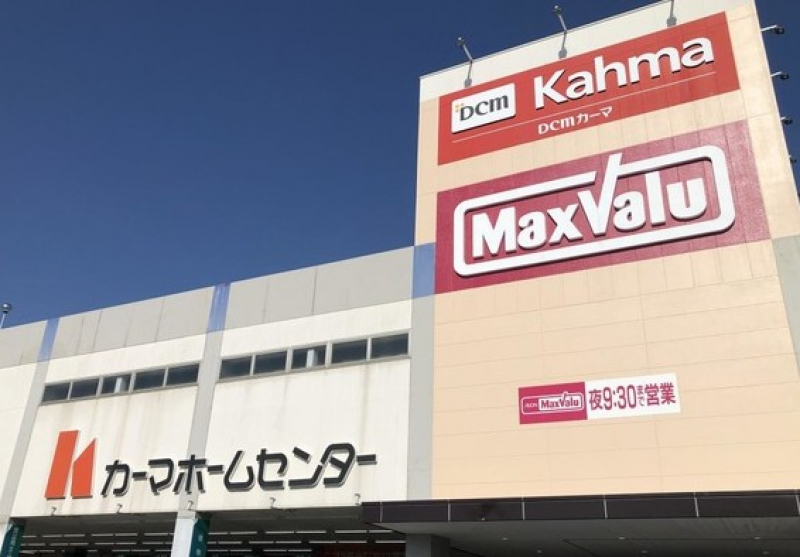 DCM Kahma
DCMカーマ
MaxValu
MaxValu 夜9:30まで営業
カーマホームセンター